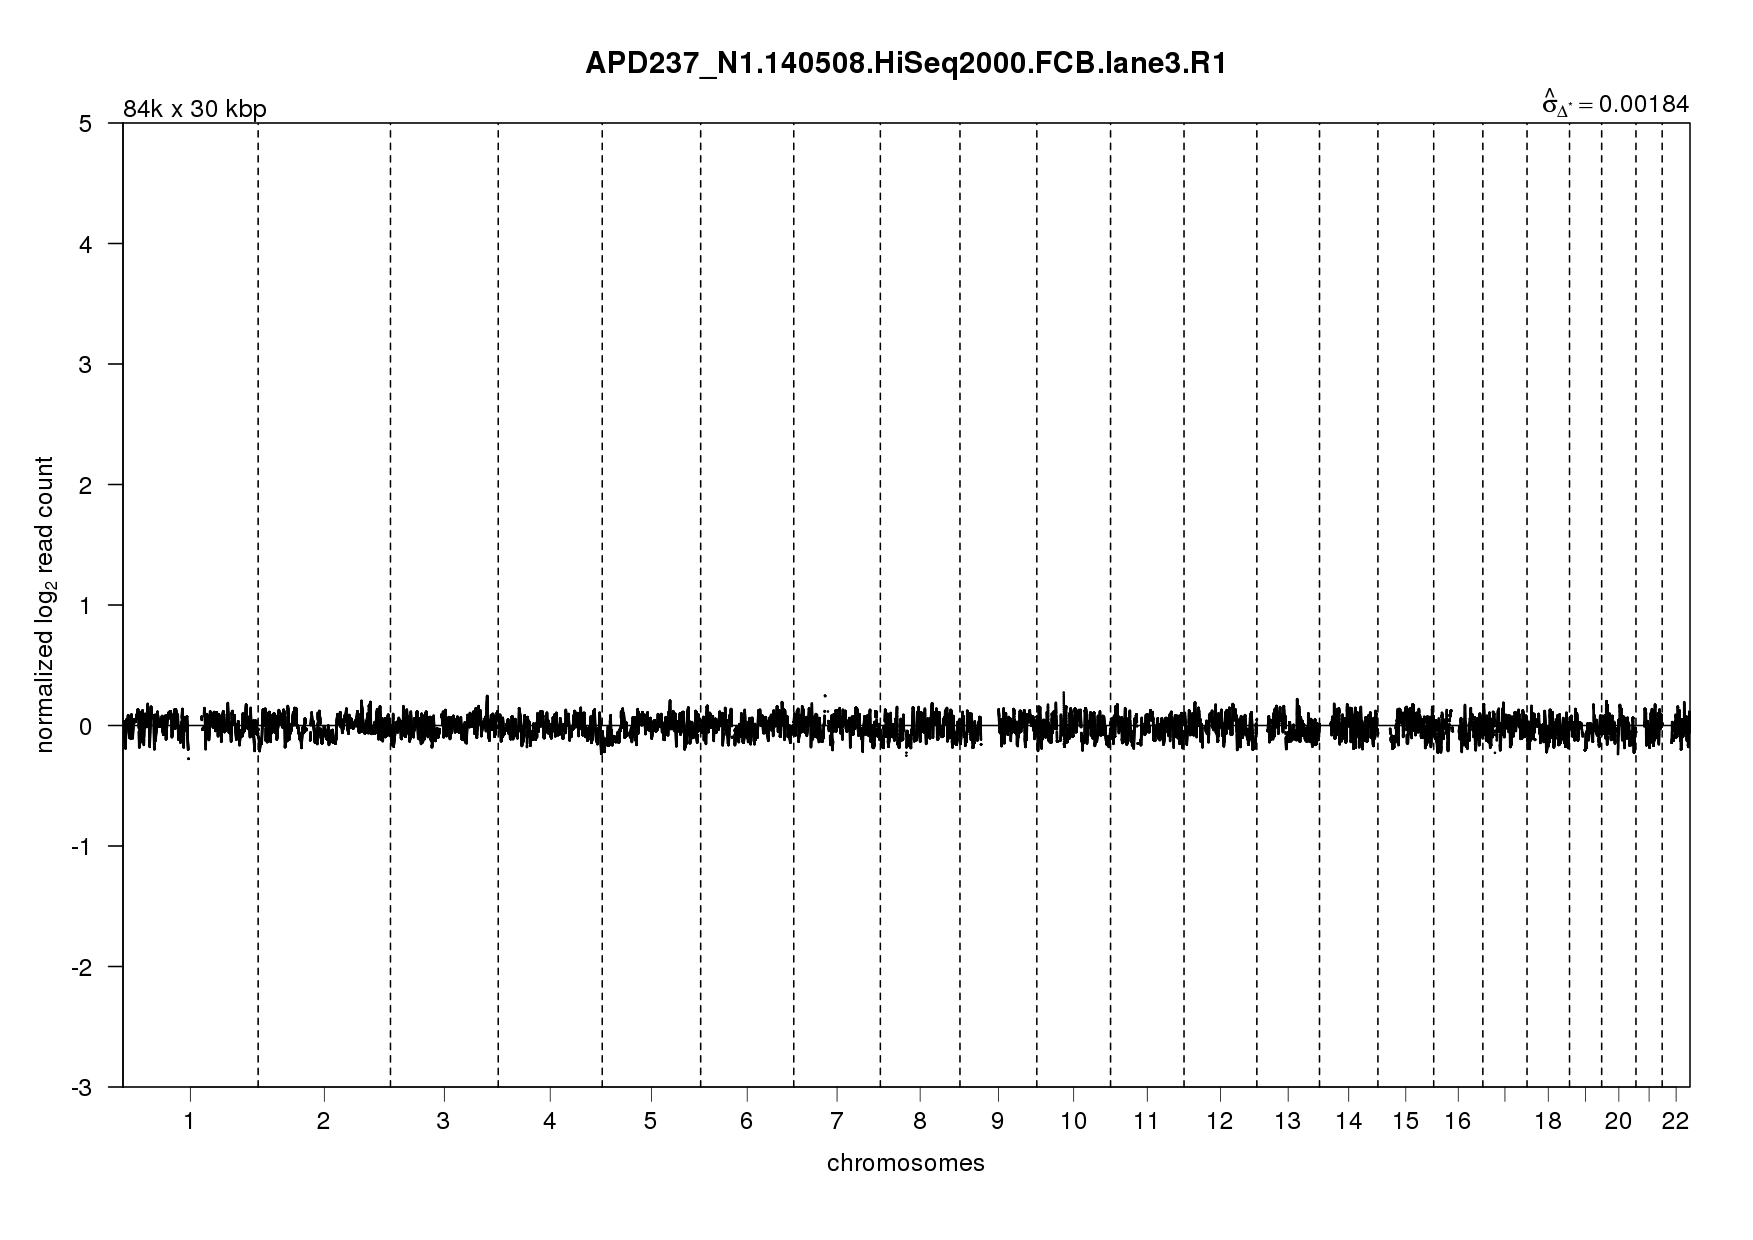 APD237_N1.140508.HiSeq2000.FCB.lane3.R1
84k x 30 kbp
σ̂Δ* = 0.00184
5
4
3
2
1
0
-1
-2
-3
normalized log₂ read count
1 2 3 4 5 6 7 8 9 10 11 12 13 14 15 16 18 20 22
chromosomes